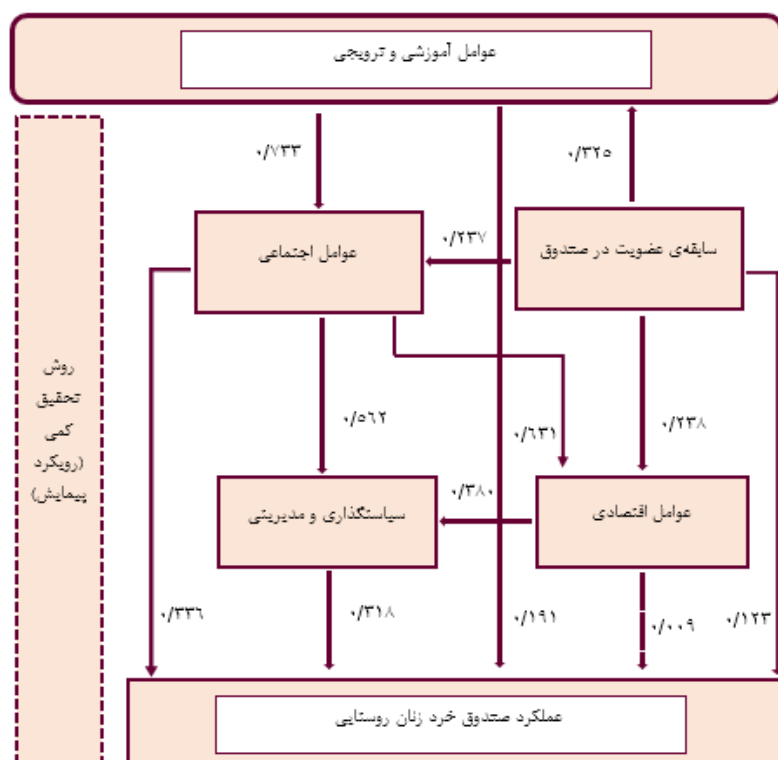 عوامل آموزشی و ترویجی
۰/۷۳۳
۰/۳۲۵
سابقه‌ی عضویت در صندوق
۰/۲۳۷
عوامل اجتماعی
روش
تحقیق
کمی
(رویکرد
پیمایش)
۰/۵۶۲
۰/۶۳۱
۰/۲۳۸
عوامل اقتصادی
۰/۳۸۰
سیاستگذاری و مدیریتی
۰/۳۳۶
۰/۳۱۸
۰/۱۹۱
۰/۰۰۹
۰/۱۲۳
عملکرد صندوق خرد زنان روستایی